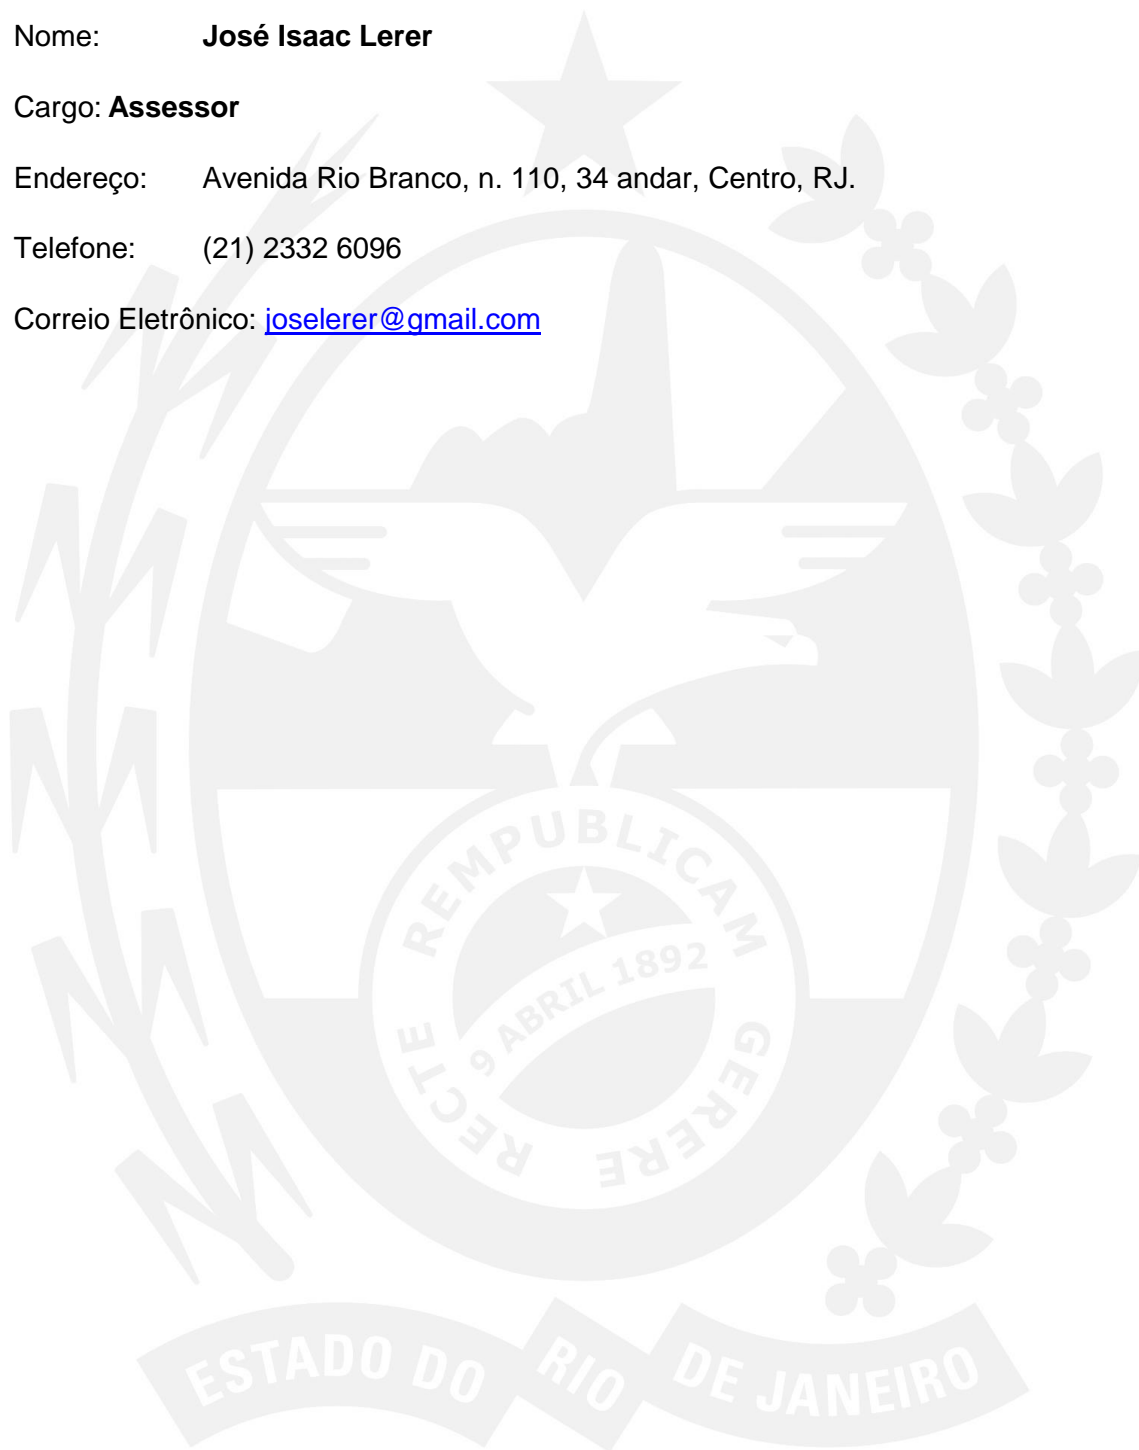 Nome: José Isaac Lerer
Cargo: Assessor
Endereço: Avenida Rio Branco, n. 110, 34 andar, Centro, RJ.
Telefone: (21) 2332 6096
Correio Eletrônico: joselerer@gmail.com
REMPUBLICAM
9 ABRIL 1892
RECTE GERERE
ESTADO DO RIO DE JANEIRO